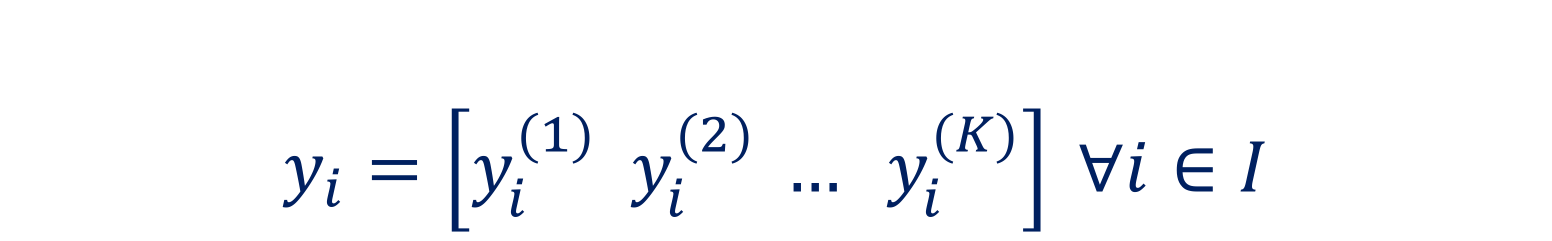 y_i = [y_i^{(1)} y_i^{(2)} … y_i^{(K)}] ∀i ∈ I